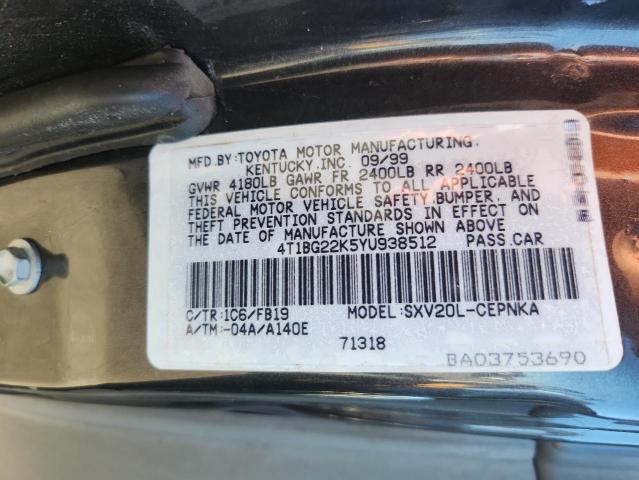 MFD.BY:TOYOTA MOTOR MANUFACTURING,
KENTUCKY,INC. 09/99
GVWR 4180LB GAWR FR 2400LB RR 2400LB
THIS VEHICLE CONFORMS TO ALL APPLICABLE
FEDERAL MOTOR VEHICLE SAFETY,BUMPER, AND
THEFT PREVENTION STANDARDS IN EFFECT ON
THE DATE OF MANUFACTURE SHOWN ABOVE
4T1BG22K5YU938512 PASS.CAR
C/TR:1C6/FB19 MODEL:SXV20L-CEPNKA
A/TM:-04A/A140E
71318
BA03753690